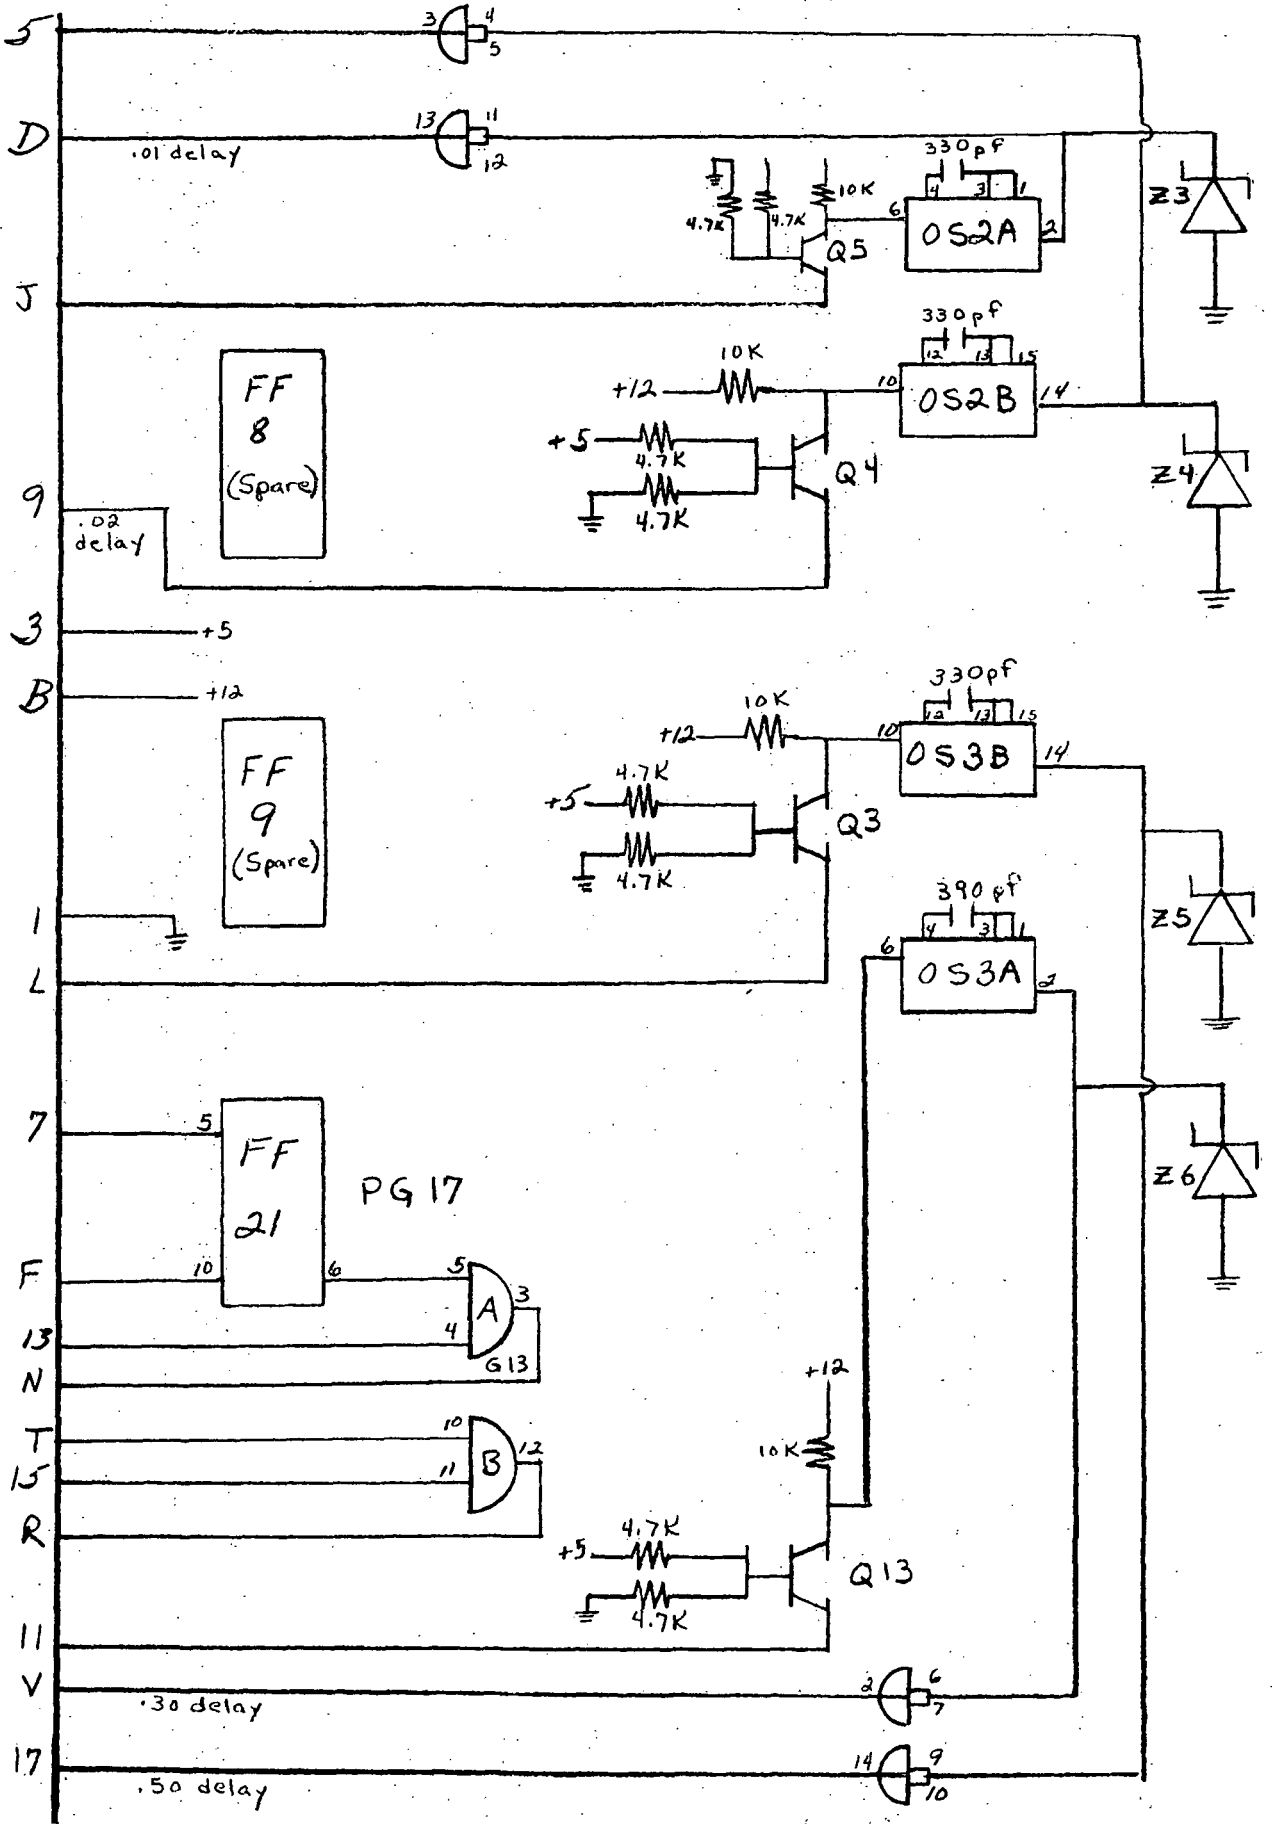 5
3 4
5
D
.01 delay
13 11
12
330pf
4 3 1
10K
4.7K 4.7K
6
OS2A
2
Q5
Z3
J
330pf
12 13 15
10K
+12
10
OS2B
14
FF
8
(Spare)
+5
4.7K
4.7K
Q4
Z4
9
.02
delay
3
+5
B
+12
330pf
12 13 15
10K
+12
10
OS3B
14
FF
9
(Spare)
4.7K
+5
4.7K
Q3
390pf
4 3 1
6
OS3A
2
Z5
1
L
7
5
FF
21
PG 17
Z6
F
10
6
5
A
3
13
4
G13
N
+12
T
10
B
12
10K
15
11
R
4.7K
+5
4.7K
Q13
11
V
.30 delay
2 6
7
17
.50 delay
14 9
10